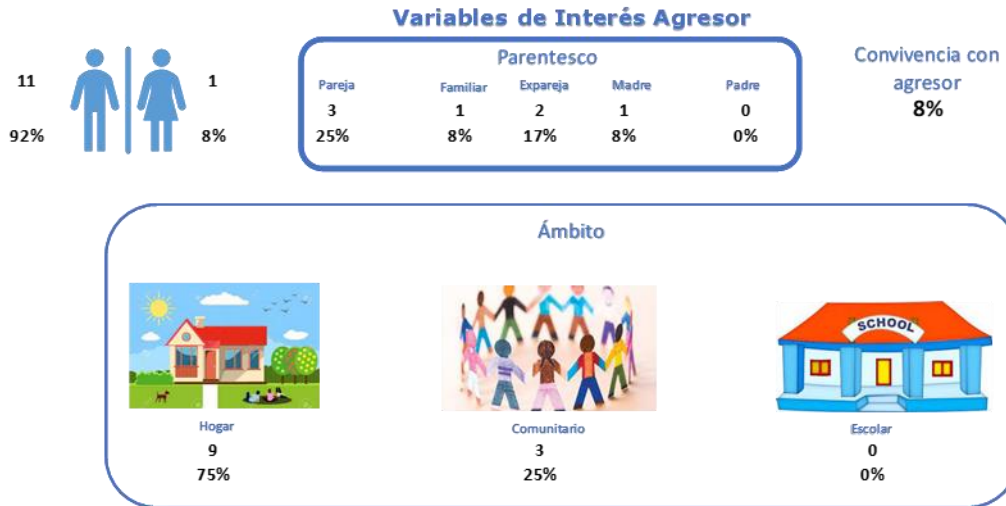 Variables de Interés Agresor
11
92%
1
8%
Parentesco
Pareja Familiar Expareja Madre Padre
3 1 2 1 0
25% 8% 17% 8% 0%
Convivencia con
agresor
8%
Ámbito
SCHOOL
Hogar Comunitario Escolar
9 3 0
75% 25% 0%